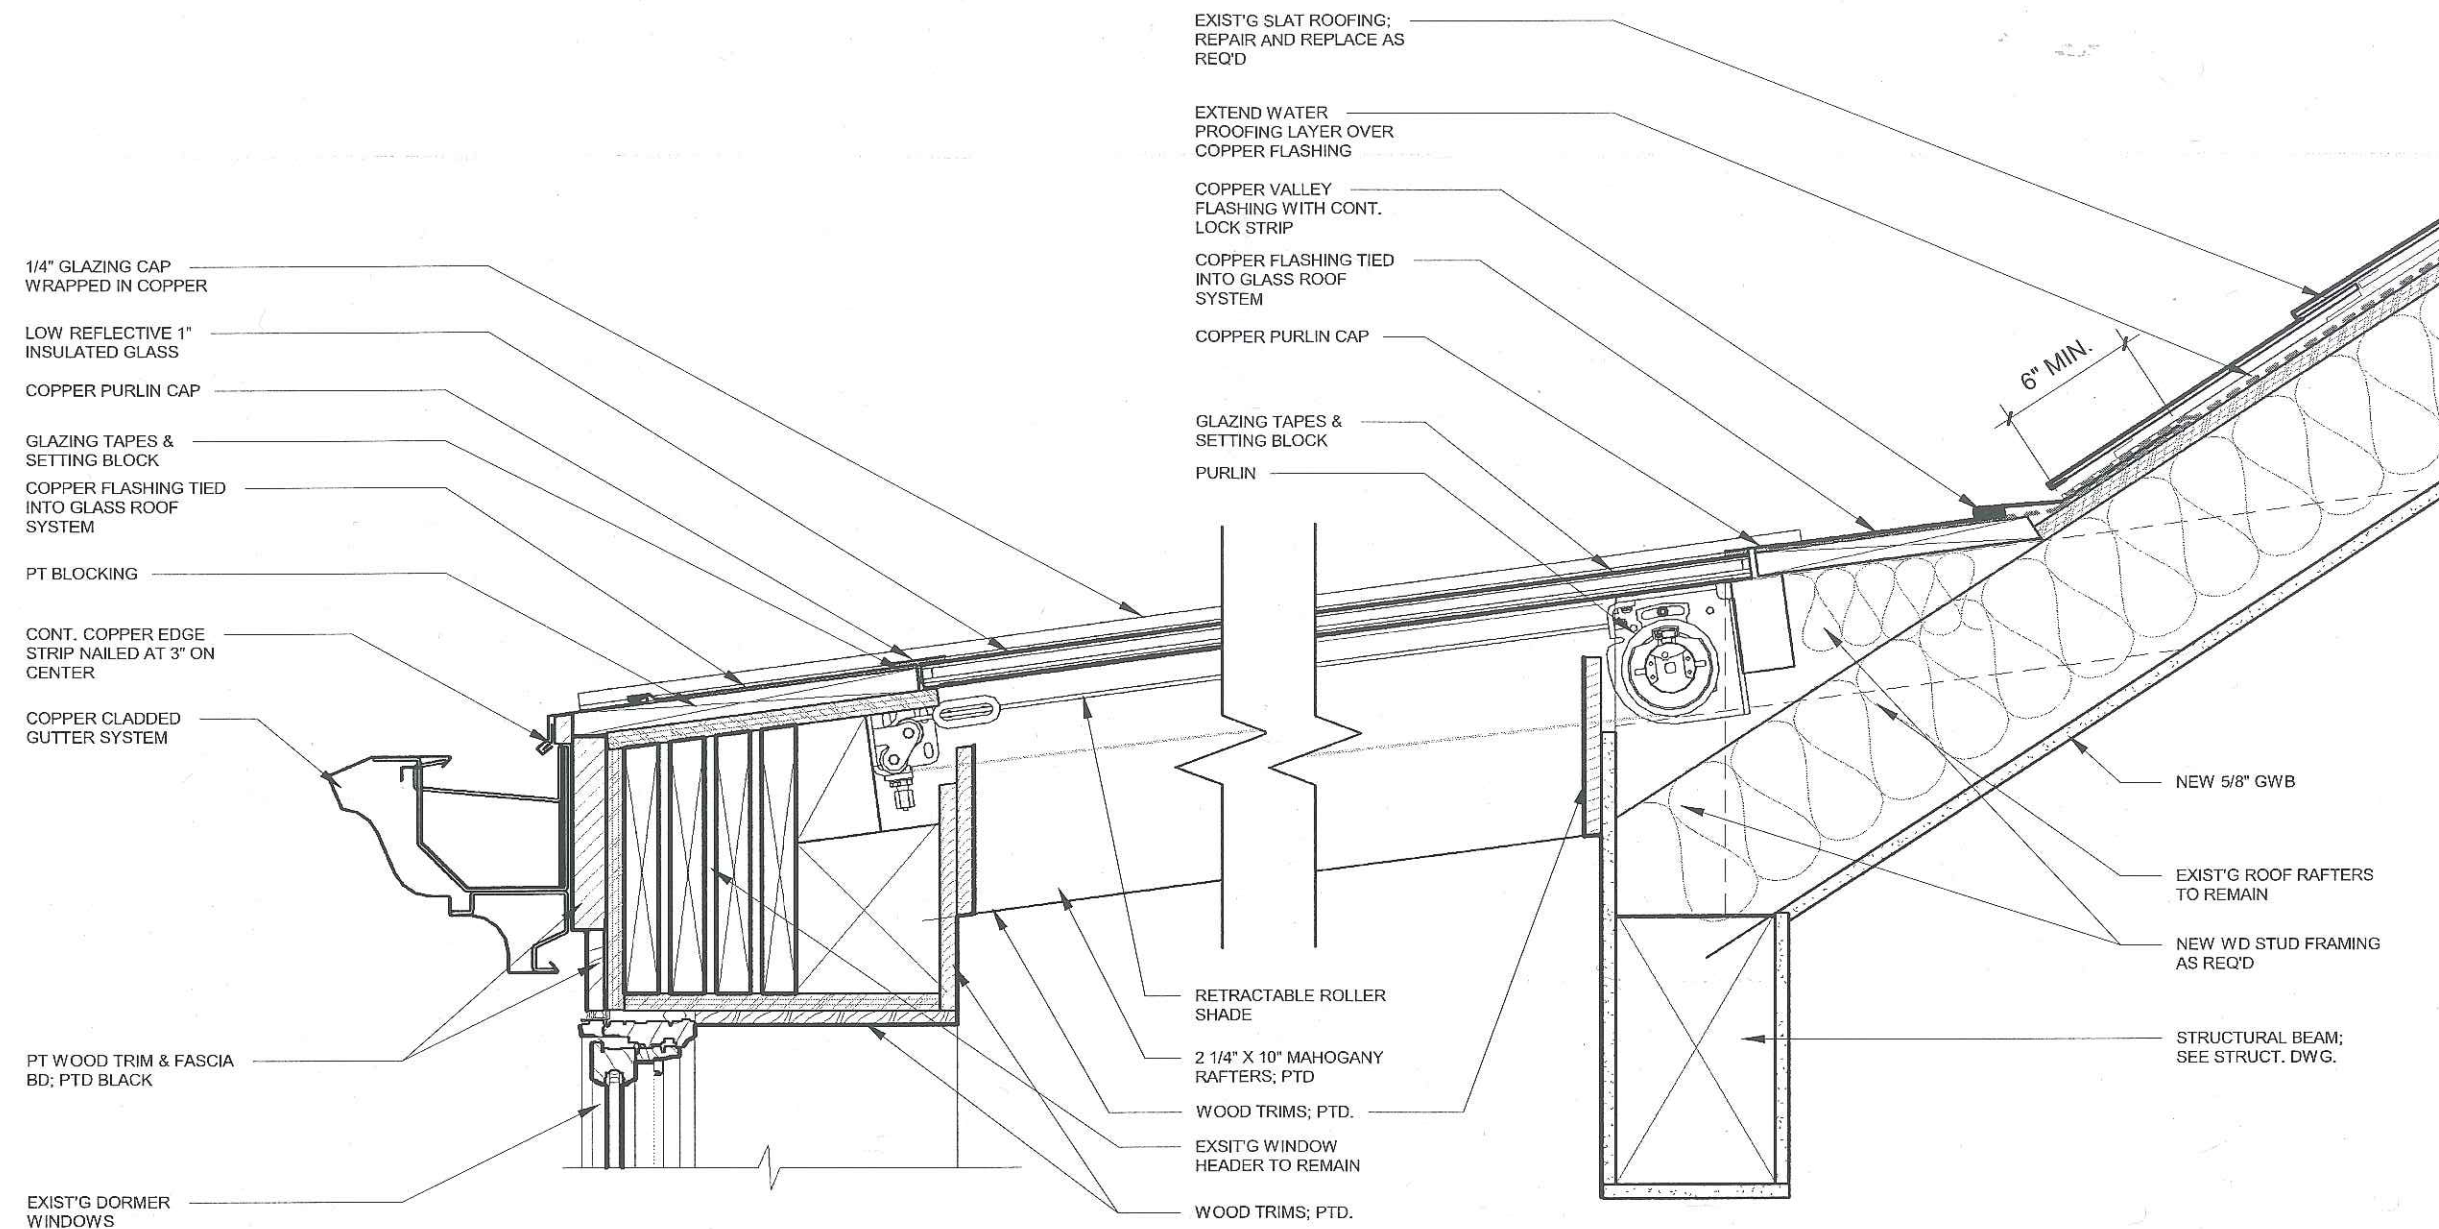 EXIST'G SLAT ROOFING;
REPAIR AND REPLACE AS
REQ'D
EXTEND WATER
PROOFING LAYER OVER
COPPER FLASHING
COPPER VALLEY
FLASHING WITH CONT.
LOCK STRIP
COPPER FLASHING TIED
INTO GLASS ROOF
SYSTEM
COPPER PURLIN CAP
GLAZING TAPES &
SETTING BLOCK
PURLIN
1/4" GLAZING CAP
WRAPPED IN COPPER
LOW REFLECTIVE 1"
INSULATED GLASS
COPPER PURLIN CAP
GLAZING TAPES &
SETTING BLOCK
COPPER FLASHING TIED
INTO GLASS ROOF
SYSTEM
PT BLOCKING
CONT. COPPER EDGE
STRIP NAILED AT 3" ON
CENTER
COPPER CLADDED
GUTTER SYSTEM
PT WOOD TRIM & FASCIA
BD; PTD BLACK
EXIST'G DORMER
WINDOWS
6" MIN.
RETRACTABLE ROLLER
SHADE
2 1/4" X 10" MAHOGANY
RAFTERS; PTD
WOOD TRIMS; PTD.
EXSIT'G WINDOW
HEADER TO REMAIN
WOOD TRIMS; PTD.
NEW 5/8" GWB
EXIST'G ROOF RAFTERS
TO REMAIN
NEW WD STUD FRAMING
AS REQ'D
STRUCTURAL BEAM;
SEE STRUCT. DWG.